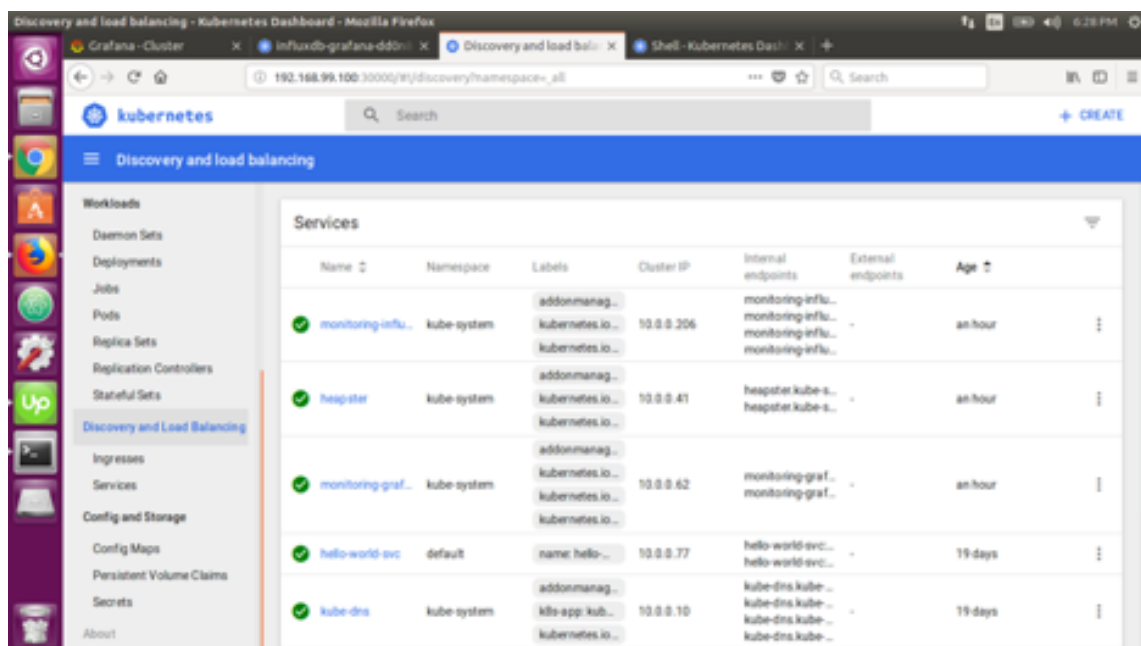 Discovery and load balancing - Kubernetes Dashboard - Mozilla Firefox
En
6:28 PM
Grafana - Cluster
influxdb-grafana-dd0n
Discovery and load bala
Shell - Kubernetes Dash
192.168.99.100:30000/#!/discovery?namespace=_all
Search
kubernetes
Search
+ CREATE
Discovery and load balancing
Workloads
Daemon Sets
Deployments
Jobs
Pods
Replica Sets
Replication Controllers
Stateful Sets
Discovery and Load Balancing
Ingresses
Services
Config and Storage
Config Maps
Persistent Volume Claims
Secrets
About
Up
Services
Name Namespace Labels Cluster IP Internal endpoints External endpoints Age
monitoring-influ... kube-system addonmanag... 10.0.0.206 monitoring-influ... - an hour
kubernetes.io... monitoring-influ...
kubernetes.io... monitoring-influ...
monitoring-influ...
heapster kube-system addonmanag... 10.0.0.41 heapster.kube-s... - an hour
kubernetes.io... heapster.kube-s...
kubernetes.io...
kubernetes.io...
monitoring-graf... kube-system addonmanag... 10.0.0.62 monitoring-graf... - an hour
kubernetes.io... monitoring-graf...
kubernetes.io...
kubernetes.io...
hello-world-svc default name: hello-... 10.0.0.77 hello-world-svc:... - 19 days
hello-world-svc:...
kube-dns kube-system addonmanag... 10.0.0.10 kube-dns.kube-... - 19 days
k8s-app: kub... kube-dns.kube-...
kubernetes.io... kube-dns.kube-...
kube-dns.kube-...